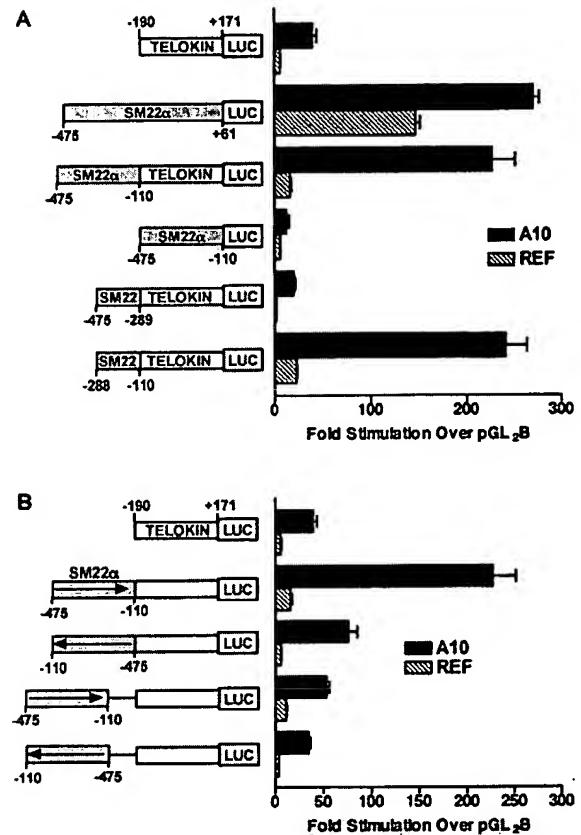 A
-190 +171
TELOKIN LUC
SM22α LUC
-475 +61
SM22α TELOKIN LUC
-475 -110
SM22α LUC
-475 -110
SM22 TELOKIN LUC
-475 -289
SM22 TELOKIN LUC
-288 -110
A10
REF
0 100 200 300
Fold Stimulation Over pGL2B
B
-190 +171
TELOKIN LUC
SM22α
LUC
-475 -110
LUC
-110 -475
LUC
-475 -110
LUC
-110 -475
A10
REF
0 50 100 150 200 250 300
Fold Stimulation Over pGL2B